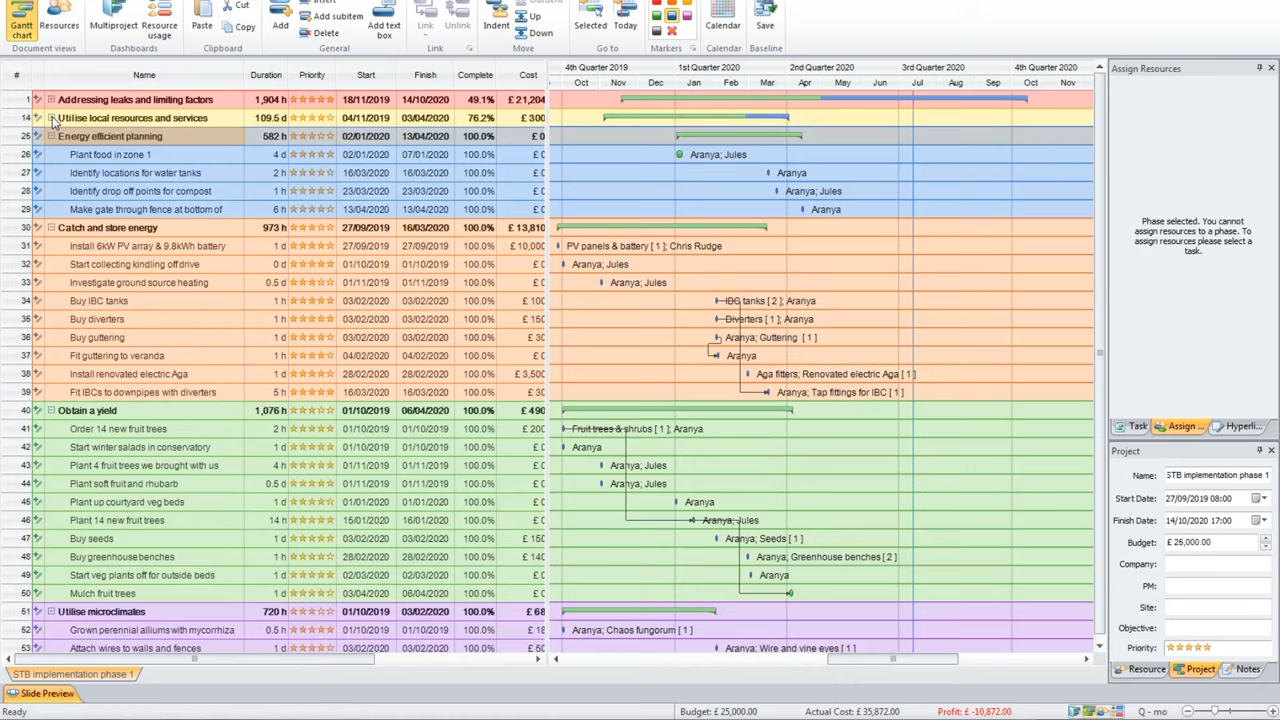 Cut Insert Outdent
Gantt chart Resources Multiproject Resource usage Paste Copy Add Add subitem Delete Add text box Link Unlink Indent Up Down Selected Today Calendar Save
Document views Dashboards Clipboard General Link Move Go to Markers Calendar Baseline
# Name Duration Priority Start Finish Complete Cost
4th Quarter 2019 1st Quarter 2020 2nd Quarter 2020 3rd Quarter 2020 4th Quarter 2020
Oct Nov Dec Jan Feb Mar Apr May Jun Jul Aug Sep Oct Nov
1 Addressing leaks and limiting factors 1,904 h 18/11/2019 14/10/2020 49.1% £ 21,204
14 Utilise local resources and services 109.5 d 04/11/2019 03/04/2020 76.2% £ 300
25 Energy efficient planning 582 h 02/01/2020 13/04/2020 100.0% £ 0
26 Plant food in zone 1 4 d 02/01/2020 07/01/2020 100.0% £ 0 Aranya; Jules
27 Identify locations for water tanks 2 h 16/03/2020 16/03/2020 100.0% £ 0 Aranya
28 Identify drop off points for compost 1 h 23/03/2020 23/03/2020 100.0% £ 0 Aranya; Jules
29 Make gate through fence at bottom of 6 h 13/04/2020 13/04/2020 100.0% £ 0 Aranya
30 Catch and store energy 973 h 27/09/2019 16/03/2020 100.0% £ 13,810
31 Install 6kW PV array & 9.8kWh battery 1 d 27/09/2019 27/09/2019 100.0% £ 10,000 PV panels & battery [ 1 ]; Chris Rudge
32 Start collecting kindling off drive 0 d 01/10/2019 01/10/2019 100.0% £ 0 Aranya; Jules
33 Investigate ground source heating 0.5 d 01/11/2019 01/11/2019 100.0% £ 0 Aranya; Jules
34 Buy IBC tanks 1 h 03/02/2020 03/02/2020 100.0% £ 100 IBC tanks [ 2 ]; Aranya
35 Buy diverters 1 h 03/02/2020 03/02/2020 100.0% £ 150 Diverters [ 1 ]; Aranya
36 Buy guttering 1 h 03/02/2020 03/02/2020 100.0% £ 30 Aranya; Guttering [ 1 ]
37 Fit guttering to veranda 1 h 04/02/2020 04/02/2020 100.0% £ 0 Aranya
38 Install renovated electric Aga 1 d 28/02/2020 28/02/2020 100.0% £ 3,500 Aga fitters; Renovated electric Aga [ 1 ]
39 Fit IBCs to downpipes with diverters 5 h 16/03/2020 16/03/2020 100.0% £ 30 Aranya; Tap fittings for IBC [ 1 ]
40 Obtain a yield 1,076 h 01/10/2019 06/04/2020 100.0% £ 490
41 Order 14 new fruit trees 2 h 01/10/2019 01/10/2019 100.0% £ 200 Fruit trees & shrubs [ 1 ]; Aranya
42 Start winter salads in conservatory 1 d 01/10/2019 01/10/2019 100.0% £ 0 Aranya
43 Plant 4 fruit trees we brought with us 4 h 01/11/2019 01/11/2019 100.0% £ 0 Aranya; Jules
44 Plant soft fruit and rhubarb 0.5 d 01/11/2019 01/11/2019 100.0% £ 0 Aranya; Jules
45 Plant up courtyard veg beds 1 d 01/01/2020 01/01/2020 100.0% £ 0 Aranya
46 Plant 14 new fruit trees 14 h 15/01/2020 16/01/2020 100.0% £ 0 Aranya; Jules
47 Buy seeds 1 d 03/02/2020 03/02/2020 100.0% £ 150 Aranya; Seeds [ 1 ]
48 Buy greenhouse benches 1 h 28/02/2020 28/02/2020 100.0% £ 140 Aranya; Greenhouse benches [ 2 ]
49 Start veg plants off for outside beds 1 d 02/03/2020 02/03/2020 100.0% £ 0 Aranya
50 Mulch fruit trees 1 d 03/04/2020 06/04/2020 100.0% £ 0
51 Utilise microclimates 720 h 01/10/2019 03/02/2020 100.0% £ 68
52 Grown perennial alliums with mycorrhiza 0.5 h 01/10/2019 01/10/2019 100.0% £ 18 Aranya; Chaos fungorum [ 1 ]
53 Attach wires to walls and fences 1 d 03/02/2020 03/02/2020 100.0% £ 50 Aranya; Wire and vine eyes [ 1 ]
STB implementation phase 1
Slide Preview
Ready Budget: £ 25,000.00 Actual Cost: £ 35,872.00 Profit: £ -10,872.00 Q - mo
Assign Resources
Phase selected. You cannot
assign resources to a phase. To
assign resources please select a
task.
Task Assign ... Hyperli...
Project
Name: STB implementation phase 1
Start Date: 27/09/2019 08:00
Finish Date: 14/10/2020 17:00
Budget: £ 25,000.00
Company:
PM:
Site:
Objective:
Priority:
Resource Project Notes